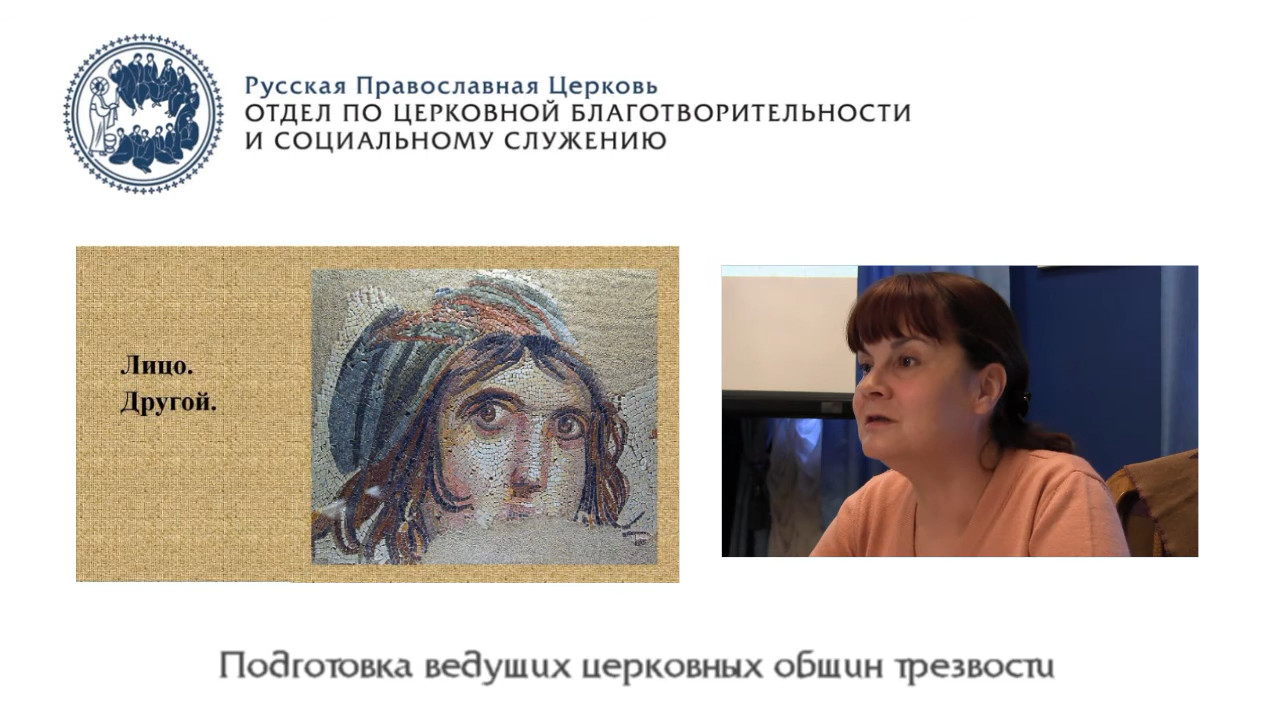 Русская Православная Церковь
ОТДЕЛ ПО ЦЕРКОВНОЙ БЛАГОТВОРИТЕЛЬНОСТИ
И СОЦИАЛЬНОМУ СЛУЖЕНИЮ
Лицо.
Другой.
Подготовка ведущих церковных общин трезвости